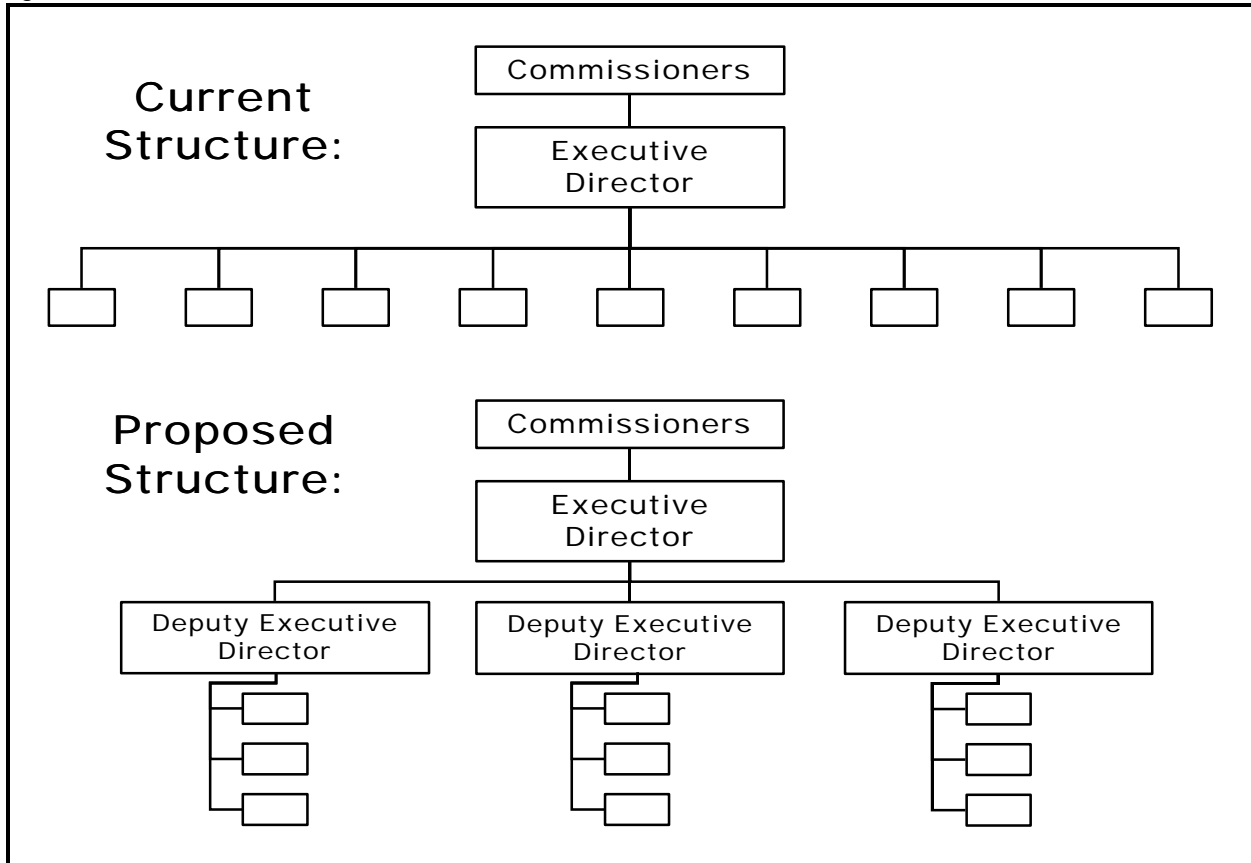 Current
Structure:
Commissioners
Executive
Director
Proposed
Structure:
Commissioners
Executive
Director
Deputy Executive
Director
Deputy Executive
Director
Deputy Executive
Director